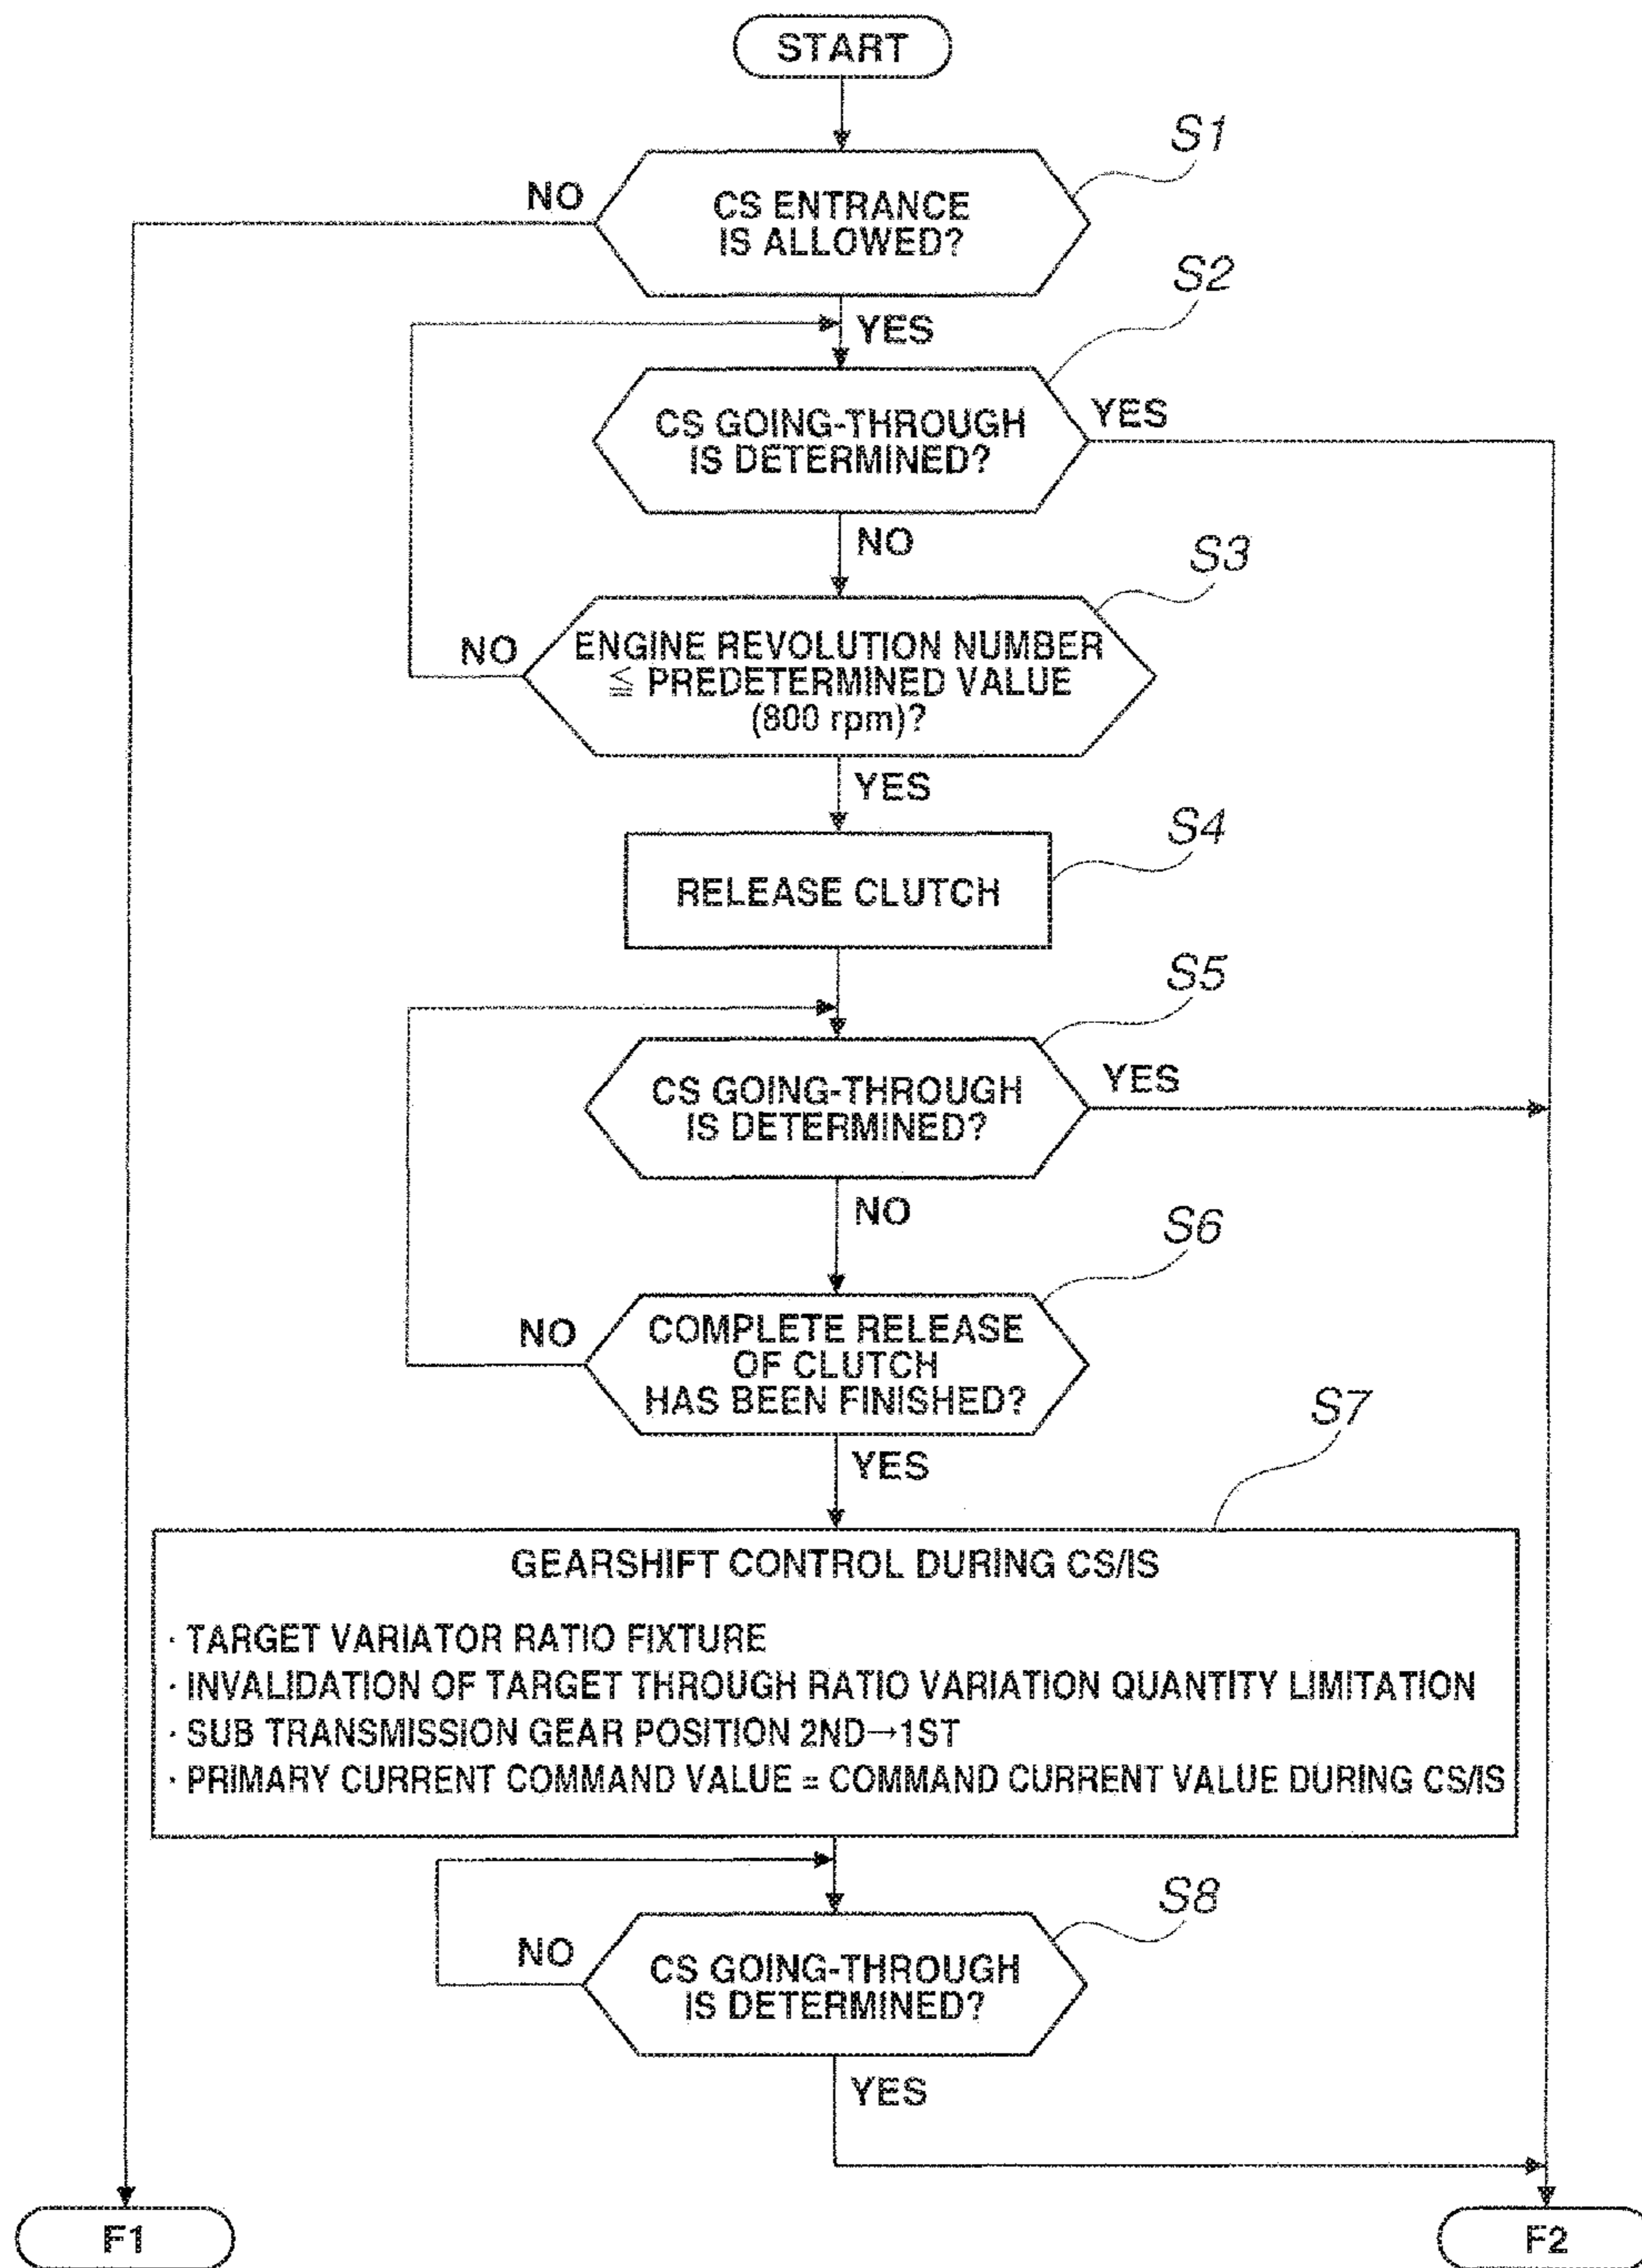 START
S1
NO
CS ENTRANCE
IS ALLOWED?
S2
YES
CS GOING-THROUGH
IS DETERMINED?
YES
NO
S3
ENGINE REVOLUTION NUMBER
≦ PREDETERMINED VALUE
(800 rpm)?
NO
YES
S4
RELEASE CLUTCH
S5
CS GOING-THROUGH
IS DETERMINED?
YES
NO
S6
COMPLETE RELEASE
OF CLUTCH
HAS BEEN FINISHED?
NO
YES
S7
GEARSHIFT CONTROL DURING CS/IS
· TARGET VARIATOR RATIO FIXTURE
· INVALIDATION OF TARGET THROUGH RATIO VARIATION QUANTITY LIMITATION
· SUB TRANSMISSION GEAR POSITION 2ND→1ST
· PRIMARY CURRENT COMMAND VALUE = COMMAND CURRENT VALUE DURING CS/IS
S8
NO
CS GOING-THROUGH
IS DETERMINED?
YES
F1
F2